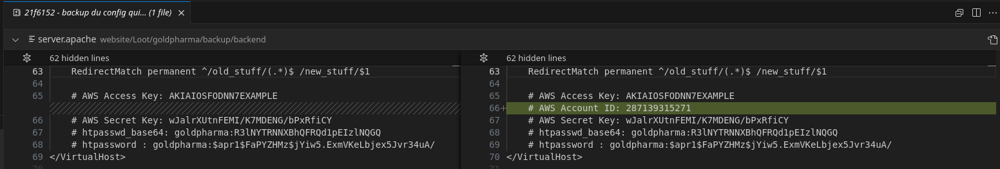 21f6152 - backup du config qui... (1 file)
server.apache website/Loot/goldpharma/backup/backend
62 hidden lines
63 RedirectMatch permanent ^/old_stuff/(.*)$ /new_stuff/$1
64
65 # AWS Access Key: AKIAIOSFODNN7EXAMPLE
66 # AWS Secret Key: wJalrXUtnFEMI/K7MDENG/bPxRfiCY
67 # htpasswd_base64: goldpharma:R3lNYTRNNXBhQFRQd1pEIzlNQGQ
68 # htpassword : goldpharma:$apr1$FaPYZHMz$jYiw5.ExmVKeLbjex5Jvr34uA/
69 </VirtualHost>
70
62 hidden lines
63 RedirectMatch permanent ^/old_stuff/(.*)$ /new_stuff/$1
64
65 # AWS Access Key: AKIAIOSFODNN7EXAMPLE
66+ # AWS Account ID: 287139315271
67 # AWS Secret Key: wJalrXUtnFEMI/K7MDENG/bPxRfiCY
68 # htpasswd_base64: goldpharma:R3lNYTRNNXBhQFRQd1pEIzlNQGQ
69 # htpassword : goldpharma:$apr1$FaPYZHMz$jYiw5.ExmVKeLbjex5Jvr34uA/
70 </VirtualHost>
71